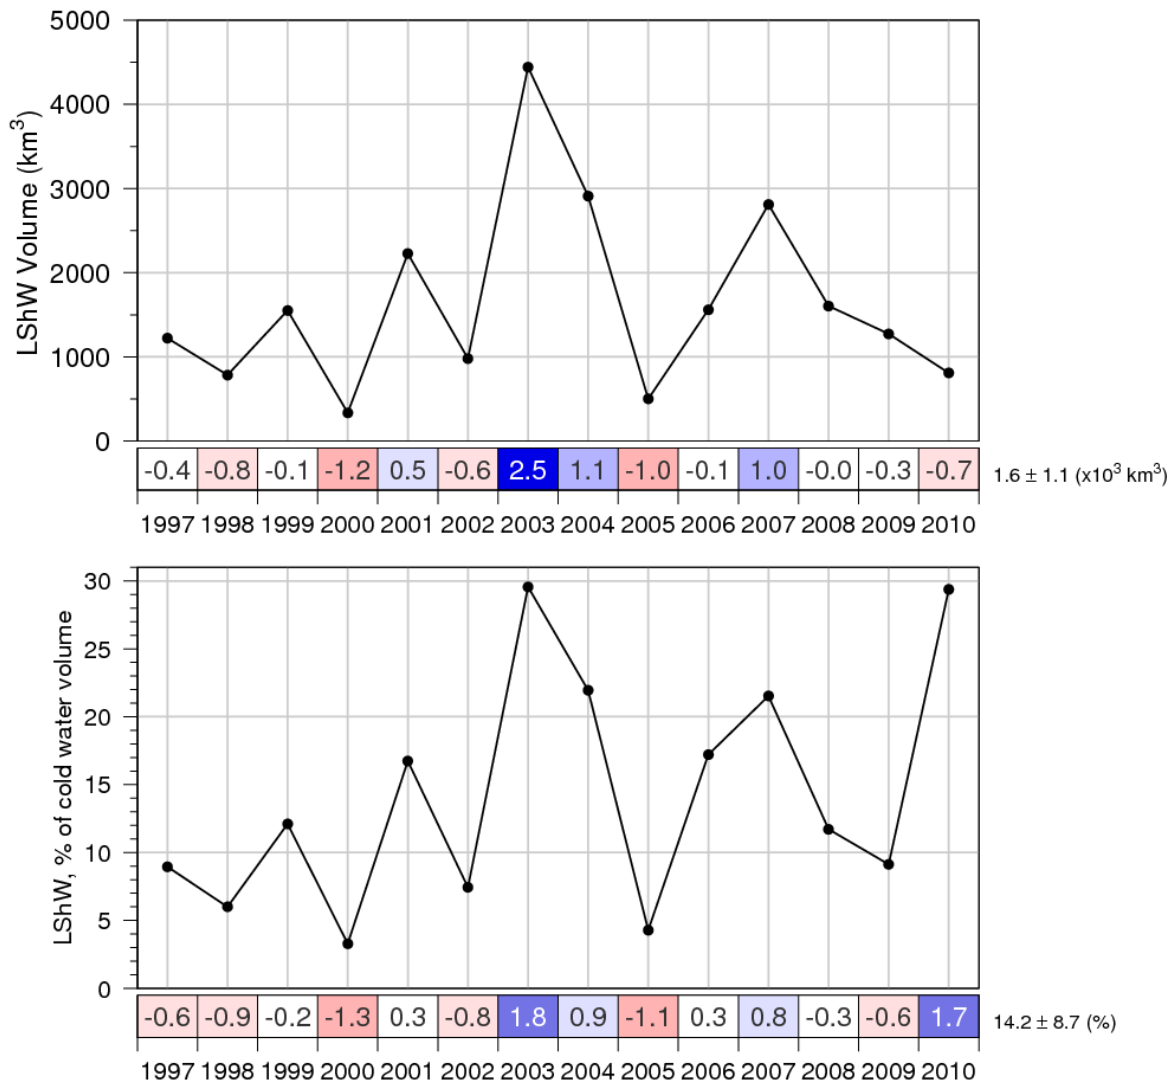 5000
4000
3000
2000
1000
0
LShW Volume (km³)
-0.4 -0.8 -0.1 -1.2 0.5 -0.6 2.5 1.1 -1.0 -0.1 1.0 -0.0 -0.3 -0.7 1.6 ± 1.1 (x10³ km³)
1997 1998 1999 2000 2001 2002 2003 2004 2005 2006 2007 2008 2009 2010
30
25
20
15
10
5
0
LShW, % of cold water volume
-0.6 -0.9 -0.2 -1.3 0.3 -0.8 1.8 0.9 -1.1 0.3 0.8 -0.3 -0.6 1.7 14.2 ± 8.7 (%)
1997 1998 1999 2000 2001 2002 2003 2004 2005 2006 2007 2008 2009 2010